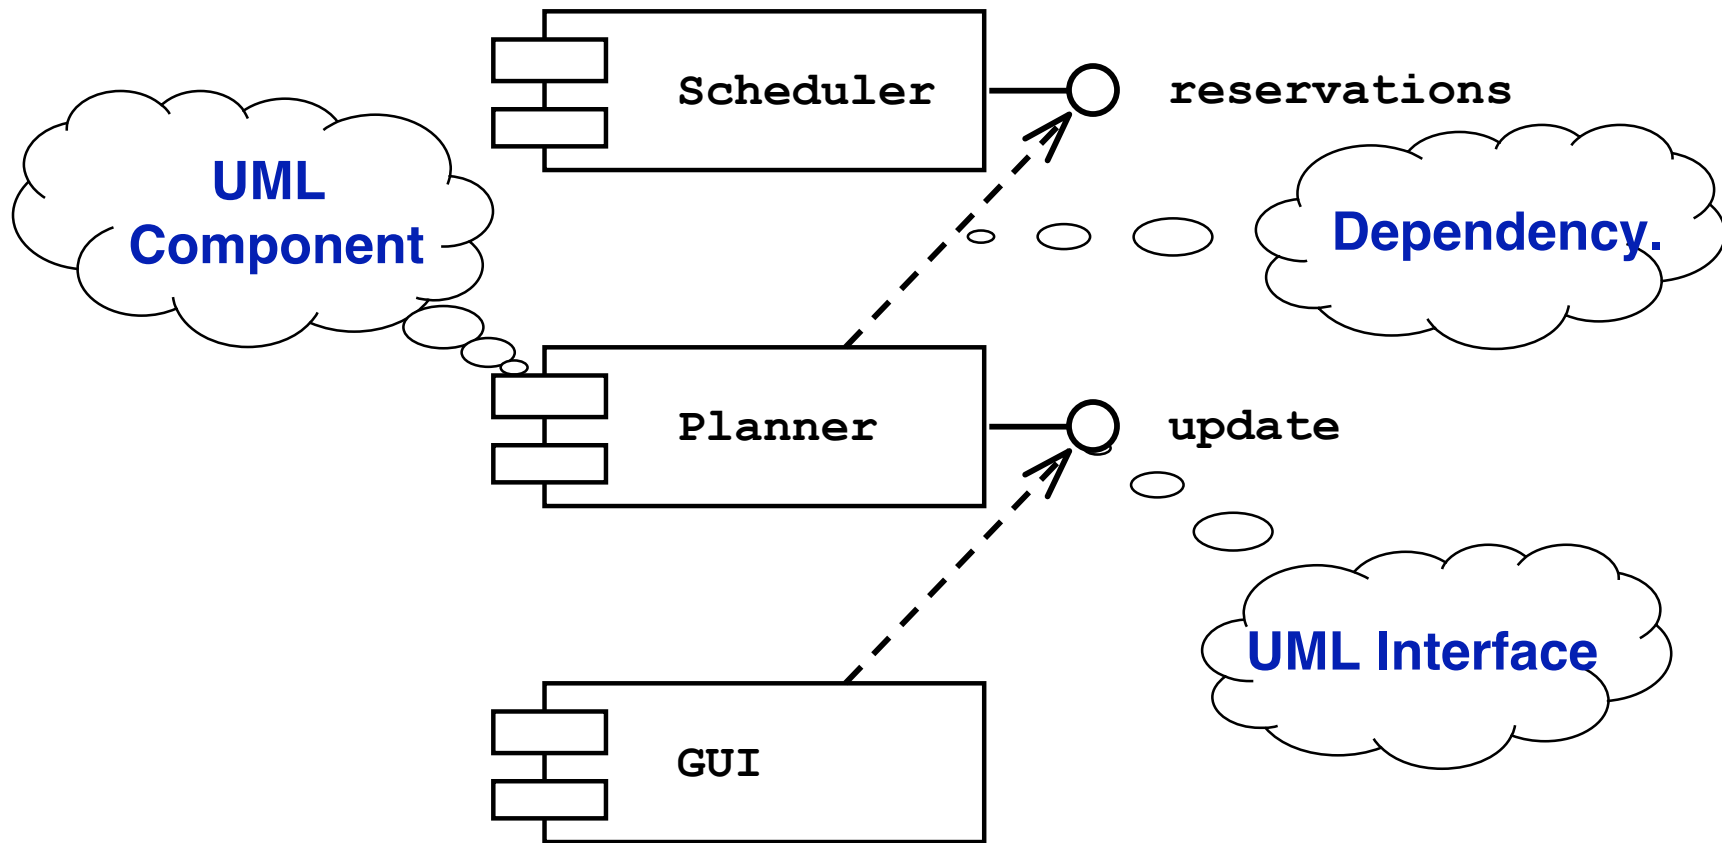 Scheduler
reservations
UML
Component
Dependency.
Planner
update
UML Interface
GUI